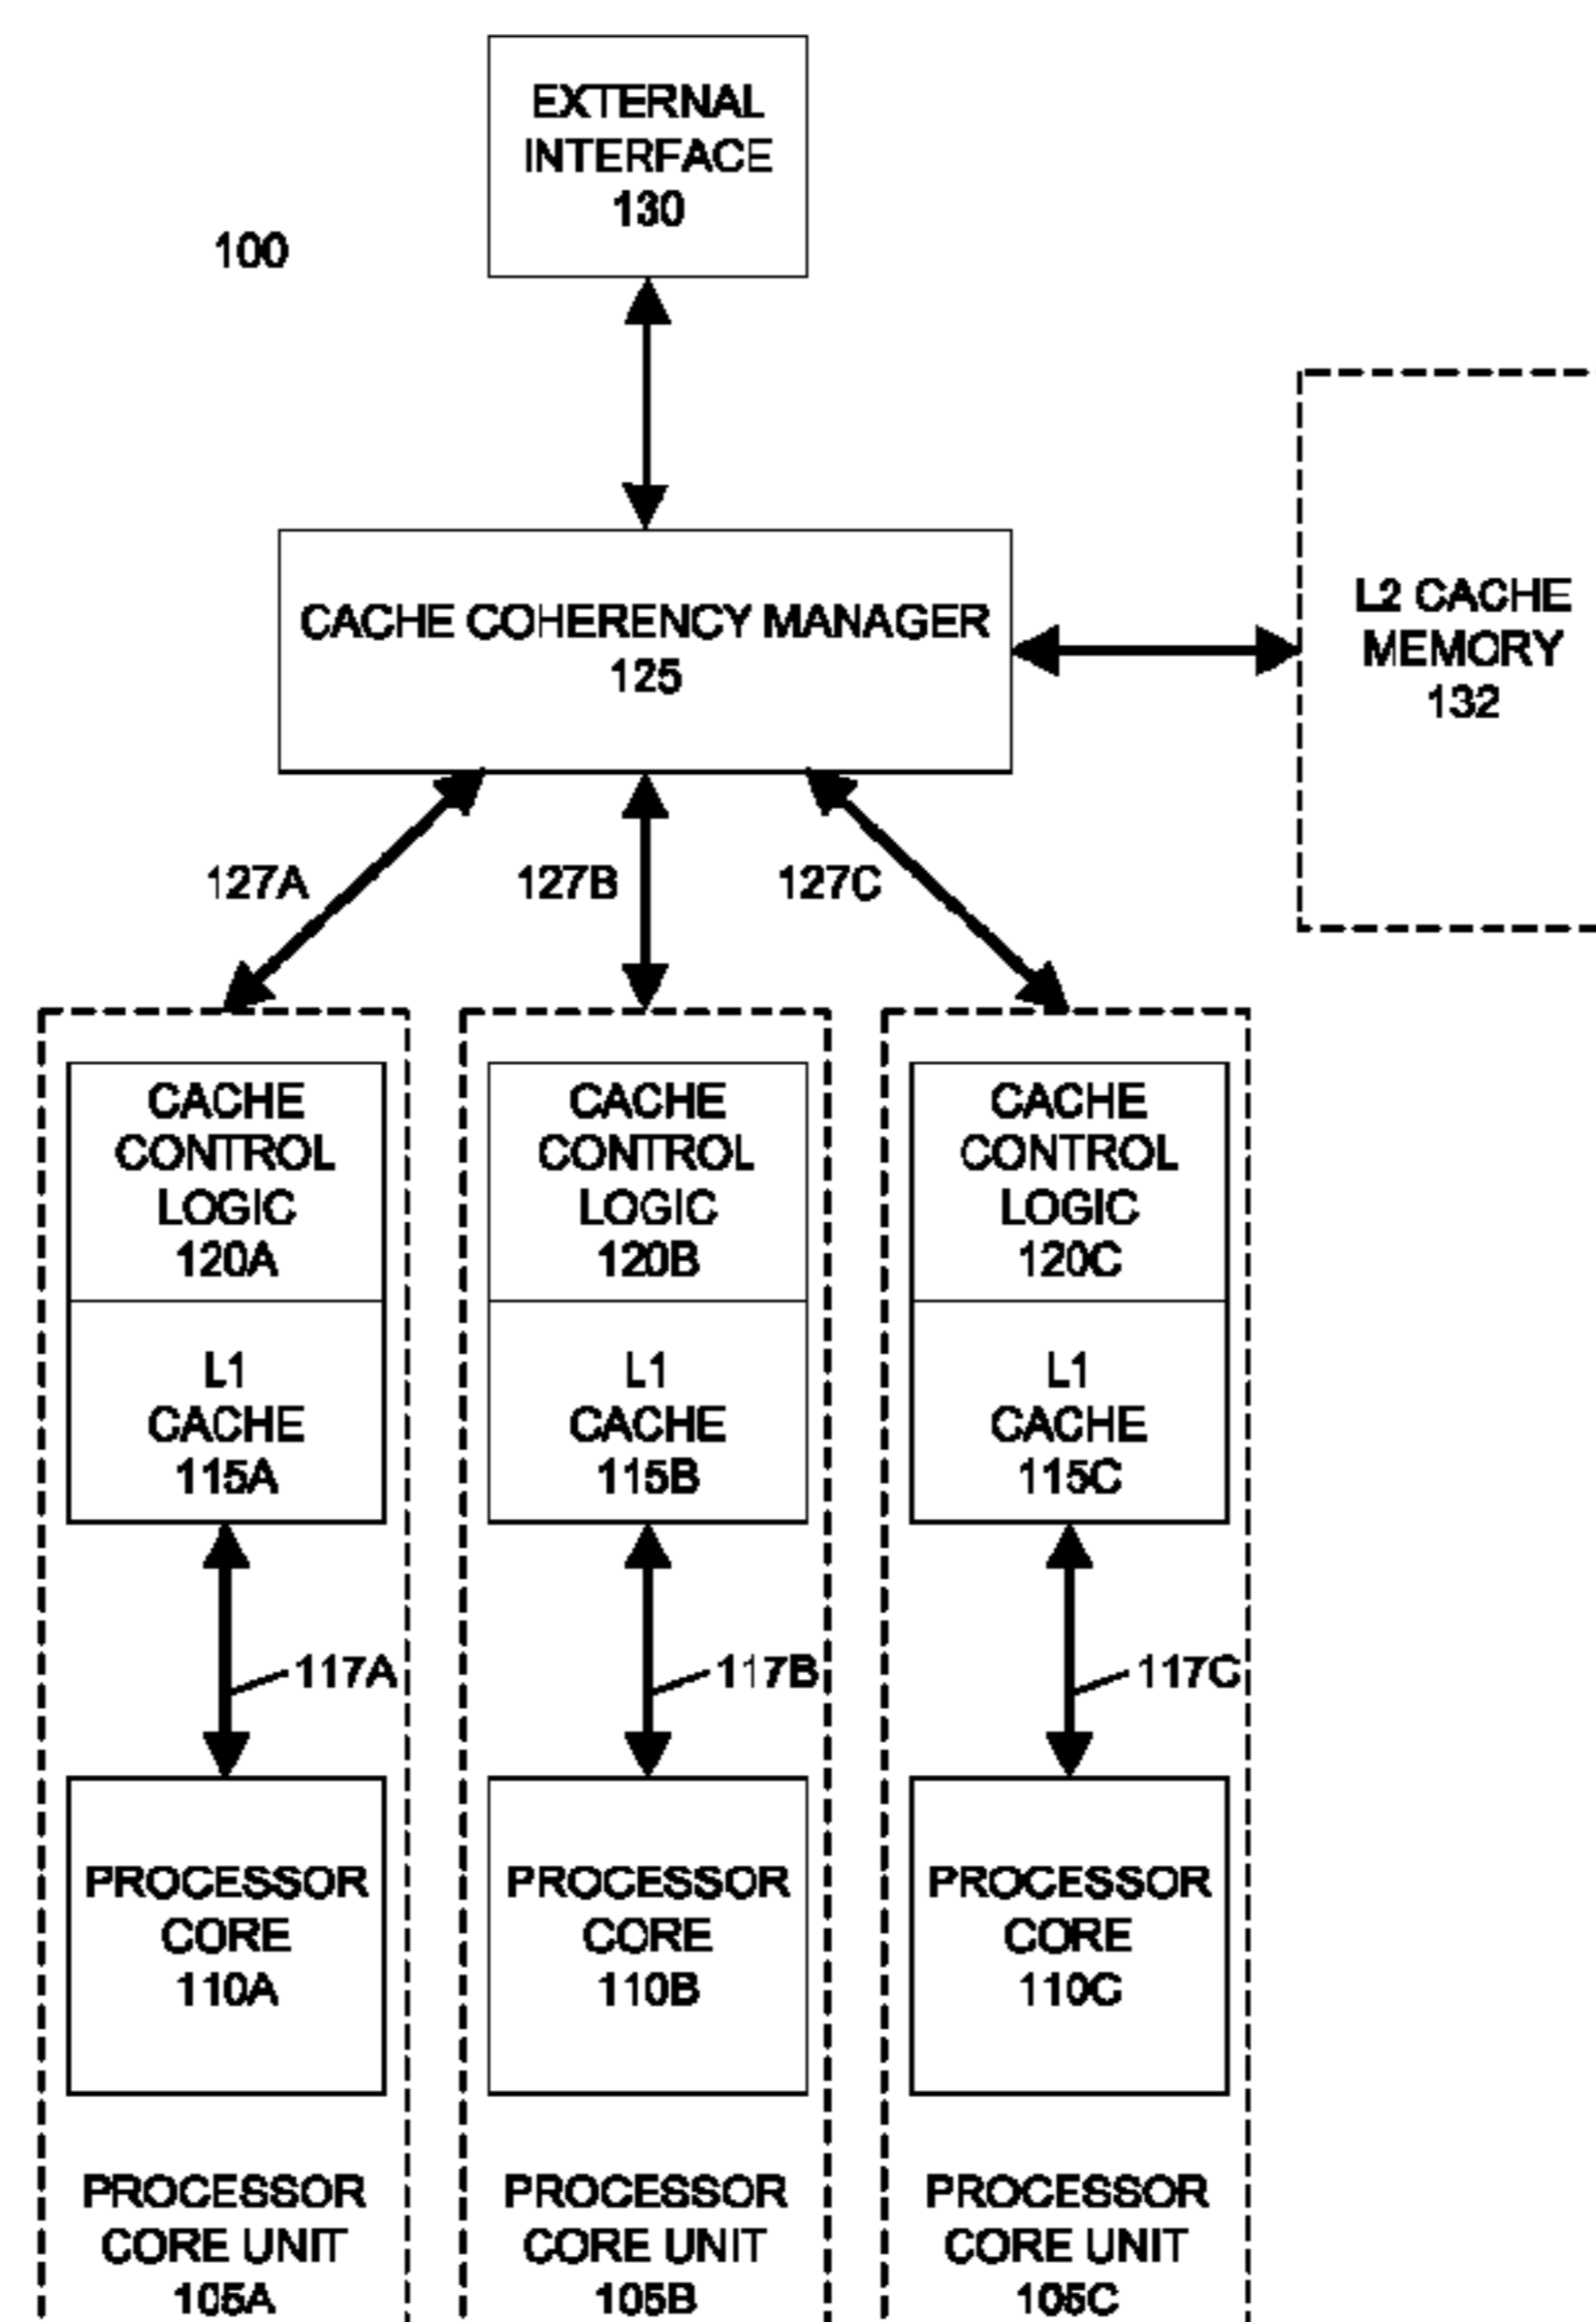 EXTERNAL
INTERFACE
130
100
CACHE COHERENCY MANAGER
125
L2 CACHE
MEMORY
132
127A
127B
127C
CACHE
CONTROL
LOGIC
120A
L1
CACHE
115A
117A
PROCESSOR
CORE
110A
PROCESSOR
CORE UNIT
105A
CACHE
CONTROL
LOGIC
120B
L1
CACHE
115B
117B
PROCESSOR
CORE
110B
PROCESSOR
CORE UNIT
105B
CACHE
CONTROL
LOGIC
120C
L1
CACHE
115C
117C
PROCESSOR
CORE
110C
PROCESSOR
CORE UNIT
105C